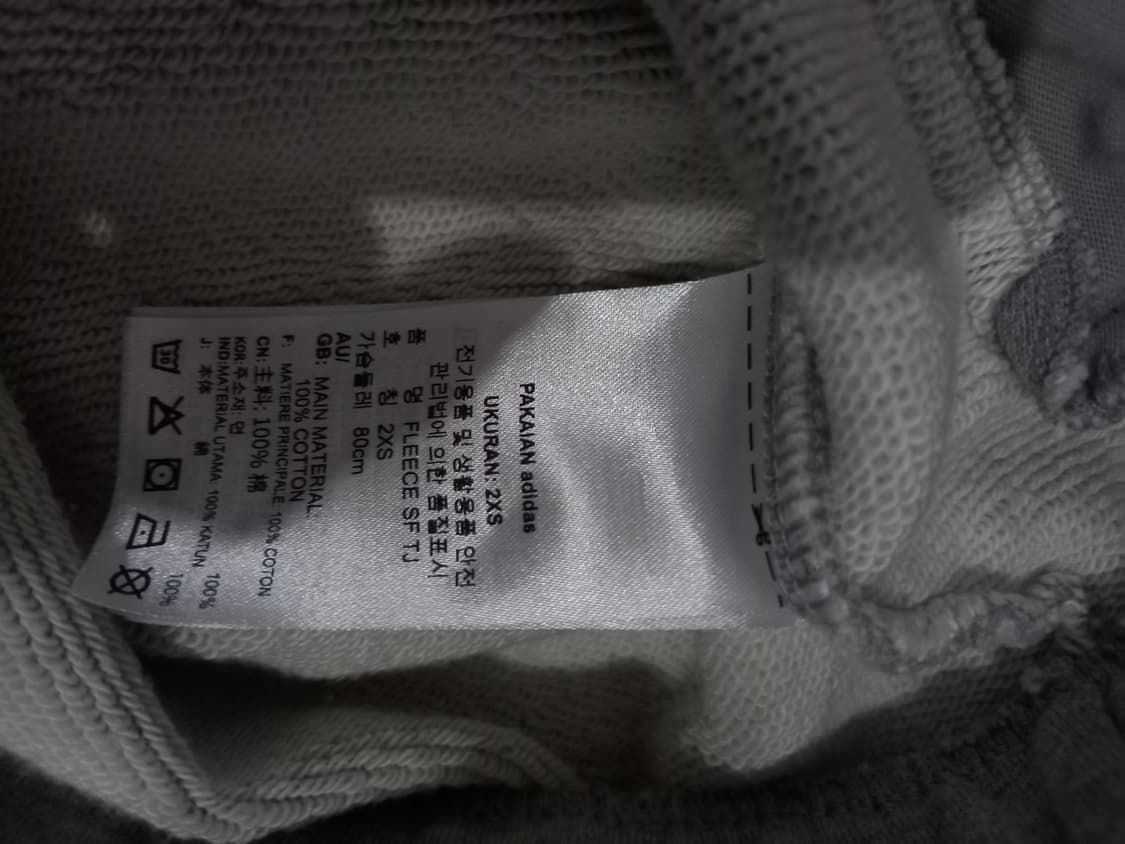 PAKAIAN adidas
UKURAN: 2XS
전기용품 및 생활용품 안전
관리법에 의한 품질표시
품 명 FLEECE SF TJ
호 칭 2XS
가슴둘레 80cm
AU/
GB: MAIN MATERIAL:
100% COTTON
F: MATIERE PRINCIPALE: 100% COTON
CN: 主料: 100% 棉
KOR:주소재: 면 100%
IND:MATERIAL UTAMA: 100% KATUN
J: 本体 綿 100%
30